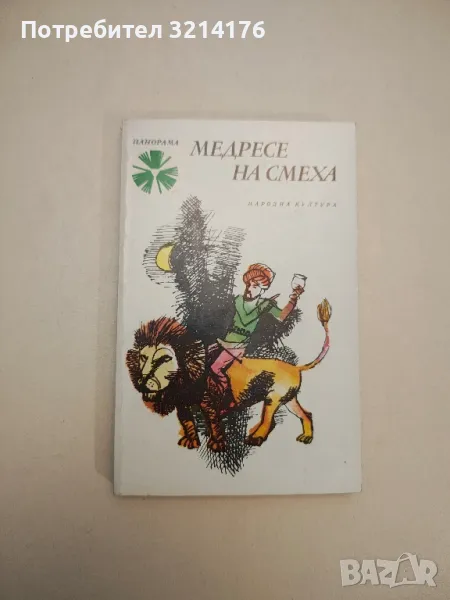 Потребител 3214176
ПАНОРАМА
МЕДРЕСЕ
НА СМЕХА
НАРОДНА КУЛТУРА
BAZAR.bg